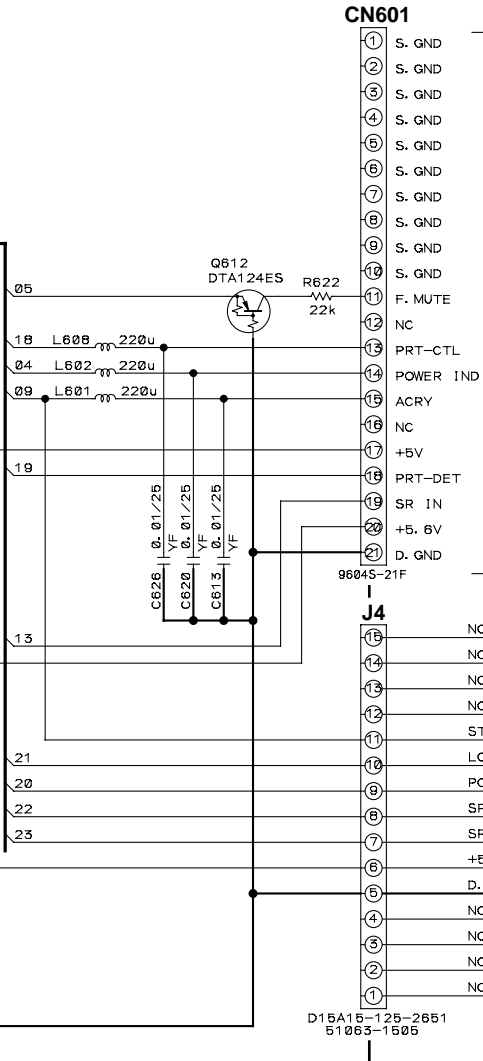 CN601
1 S. GND
2 S. GND
3 S. GND
4 S. GND
5 S. GND
6 S. GND
7 S. GND
8 S. GND
9 S. GND
10 S. GND
Q612
DTA124ES
R622
22k
05
11 F. MUTE
12 NC
18 L608 220u
13 PRT-CTL
04 L602 220u
14 POWER IND
09 L601 220u
15 ACRY
16 NC
17 +5V
19
18 PRT-DET
19 SR IN
20 +5.6V
21 D. GND
C626 0.01/25 YF
C620 0.01/25 YF
C613 0.01/25 YF
9604S-21F
J4
13
15 NC
14 NC
13 NC
12 NC
11 ST
21
10 LC
20
9 PO
22
8 SR
23
7 SR
6 +5
5 D.
4 NC
3 NC
2 NC
1 NC
D15A15-125-2651
51063-1505